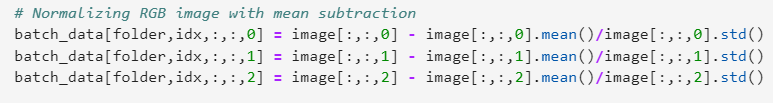 # Normalizing RGB image with mean subtraction
batch_data[folder,idx,:,:,0] = image[:,:,0] - image[:,:,0].mean()/image[:,:,0].std()
batch_data[folder,idx,:,:,1] = image[:,:,1] - image[:,:,1].mean()/image[:,:,1].std()
batch_data[folder,idx,:,:,2] = image[:,:,2] - image[:,:,2].mean()/image[:,:,2].std()